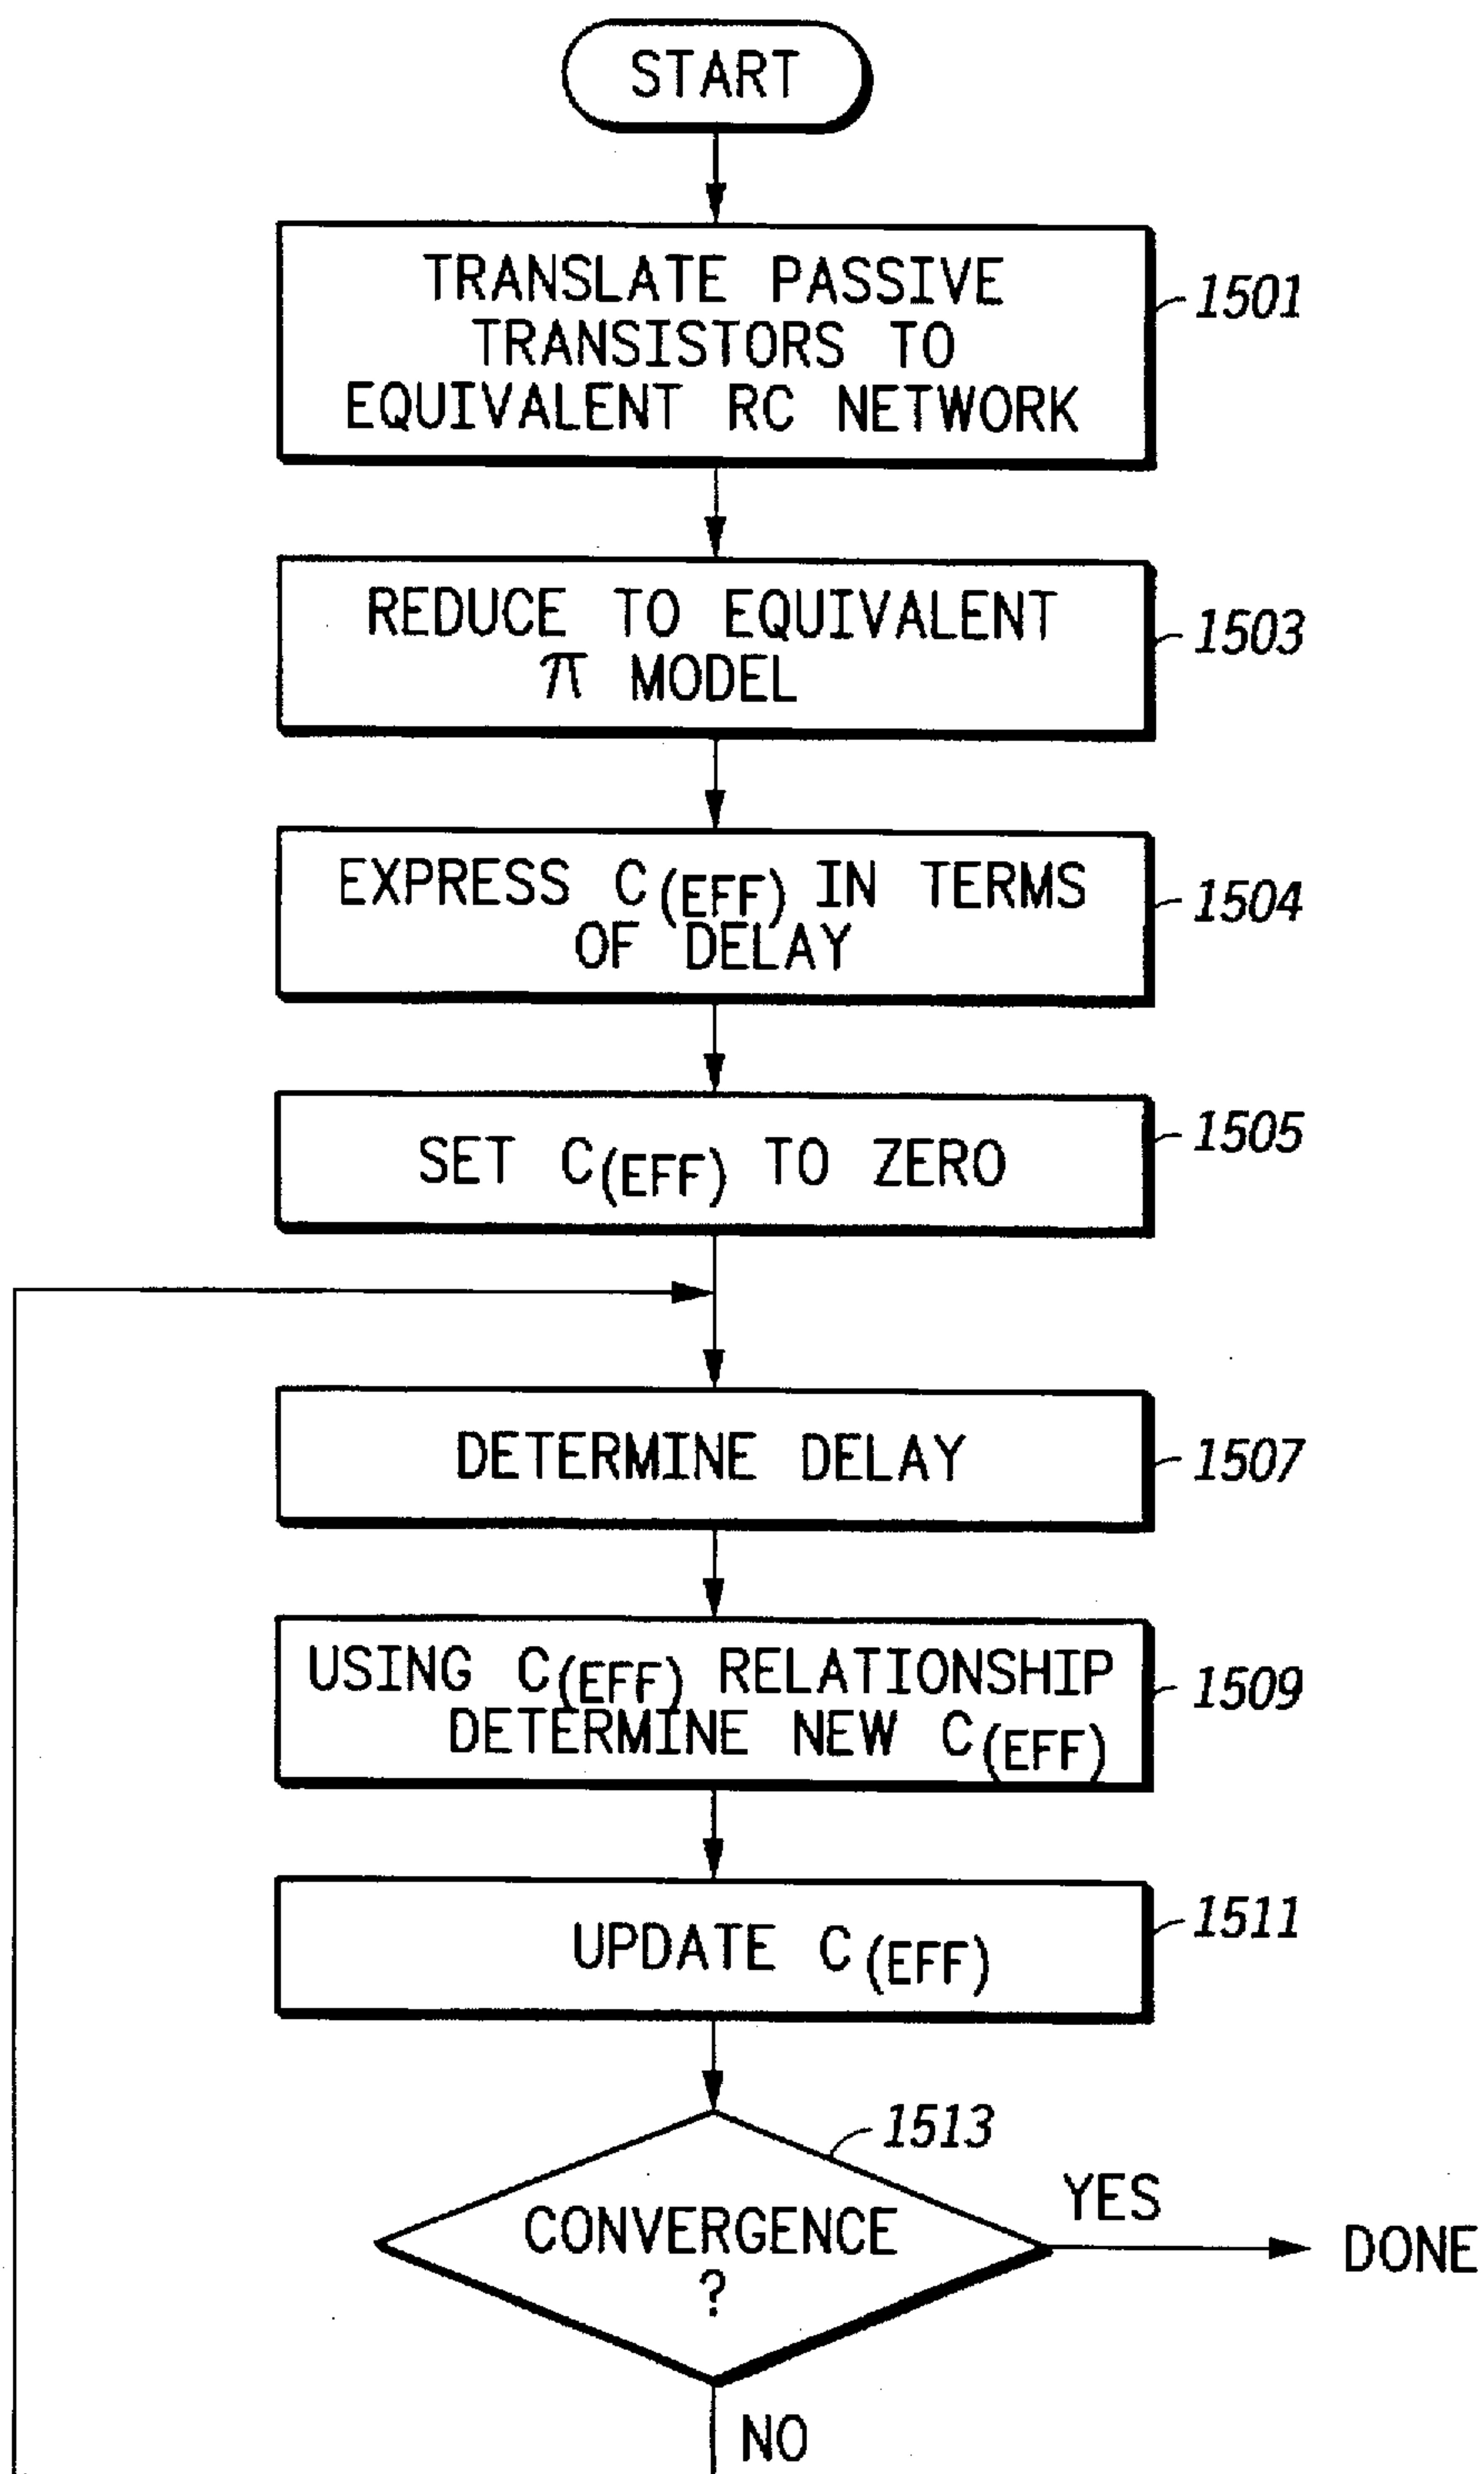 START
TRANSLATE PASSIVE
TRANSISTORS TO
EQUIVALENT RC NETWORK
1501
REDUCE TO EQUIVALENT
π MODEL
1503
EXPRESS C(EFF) IN TERMS
OF DELAY
1504
SET C(EFF) TO ZERO
1505
DETERMINE DELAY
1507
USING C(EFF) RELATIONSHIP
DETERMINE NEW C(EFF)
1509
UPDATE C(EFF)
1511
1513
CONVERGENCE
?
YES
DONE
NO